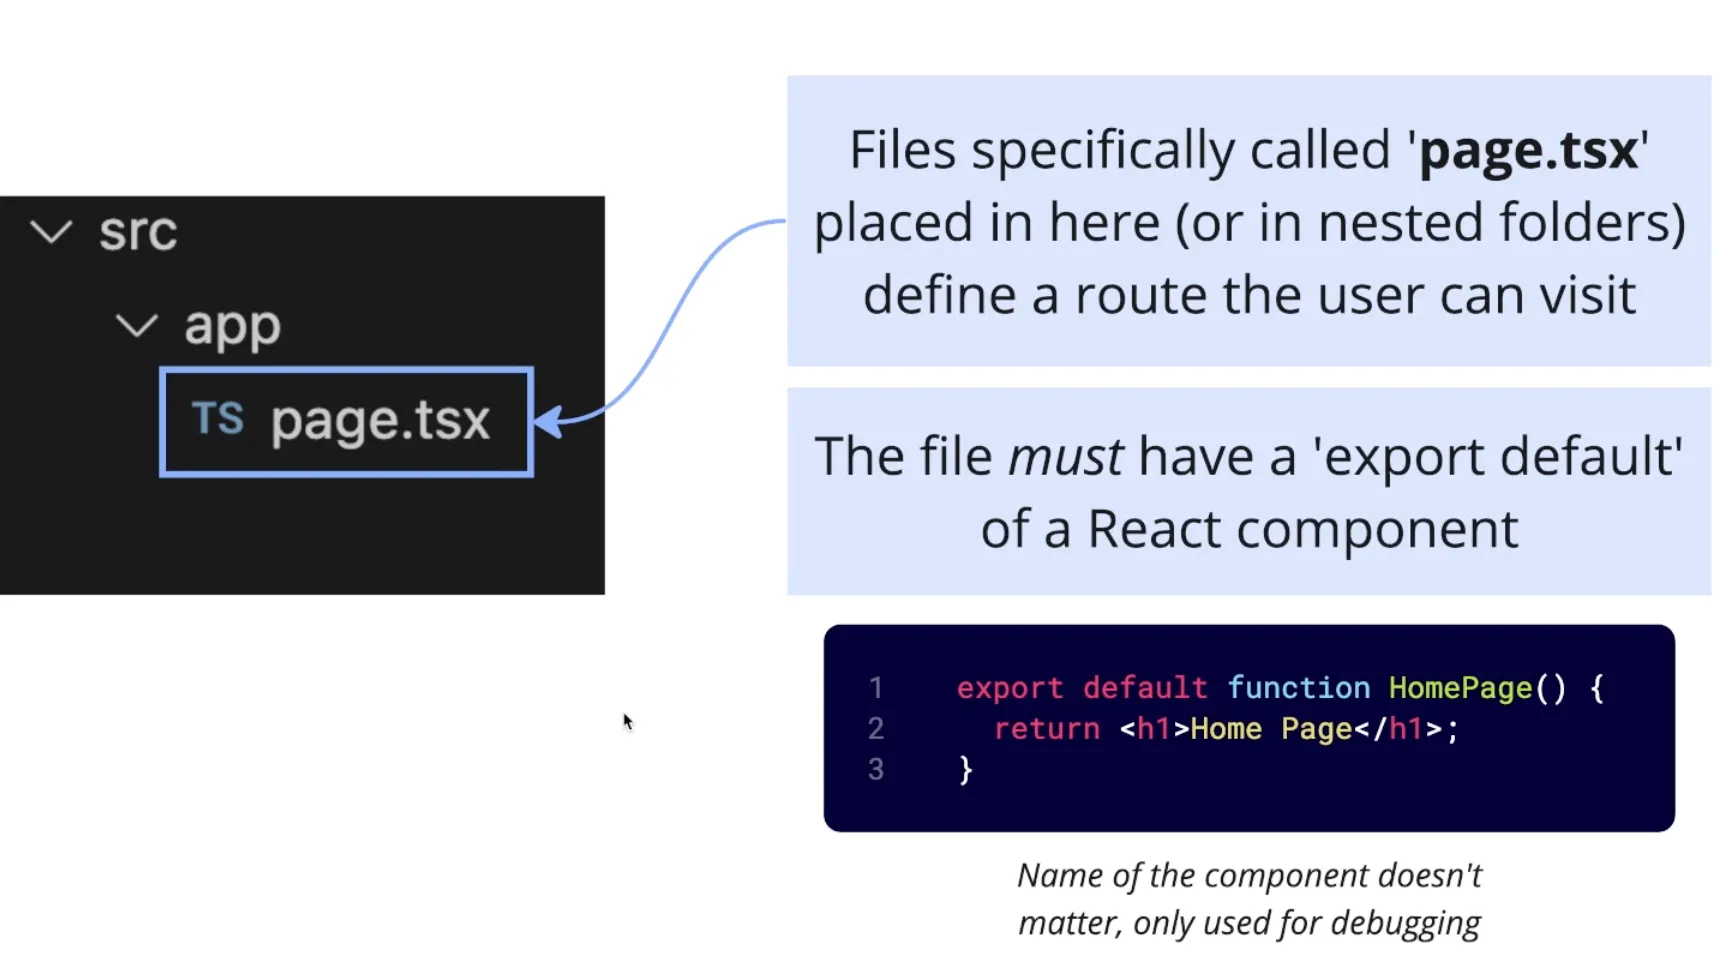 src
app
TS page.tsx
Files specifically called 'page.tsx'
placed in here (or in nested folders)
define a route the user can visit
The file must have a 'export default'
of a React component
1 export default function HomePage() {
2 return <h1>Home Page</h1>;
3 }
Name of the component doesn't
matter, only used for debugging